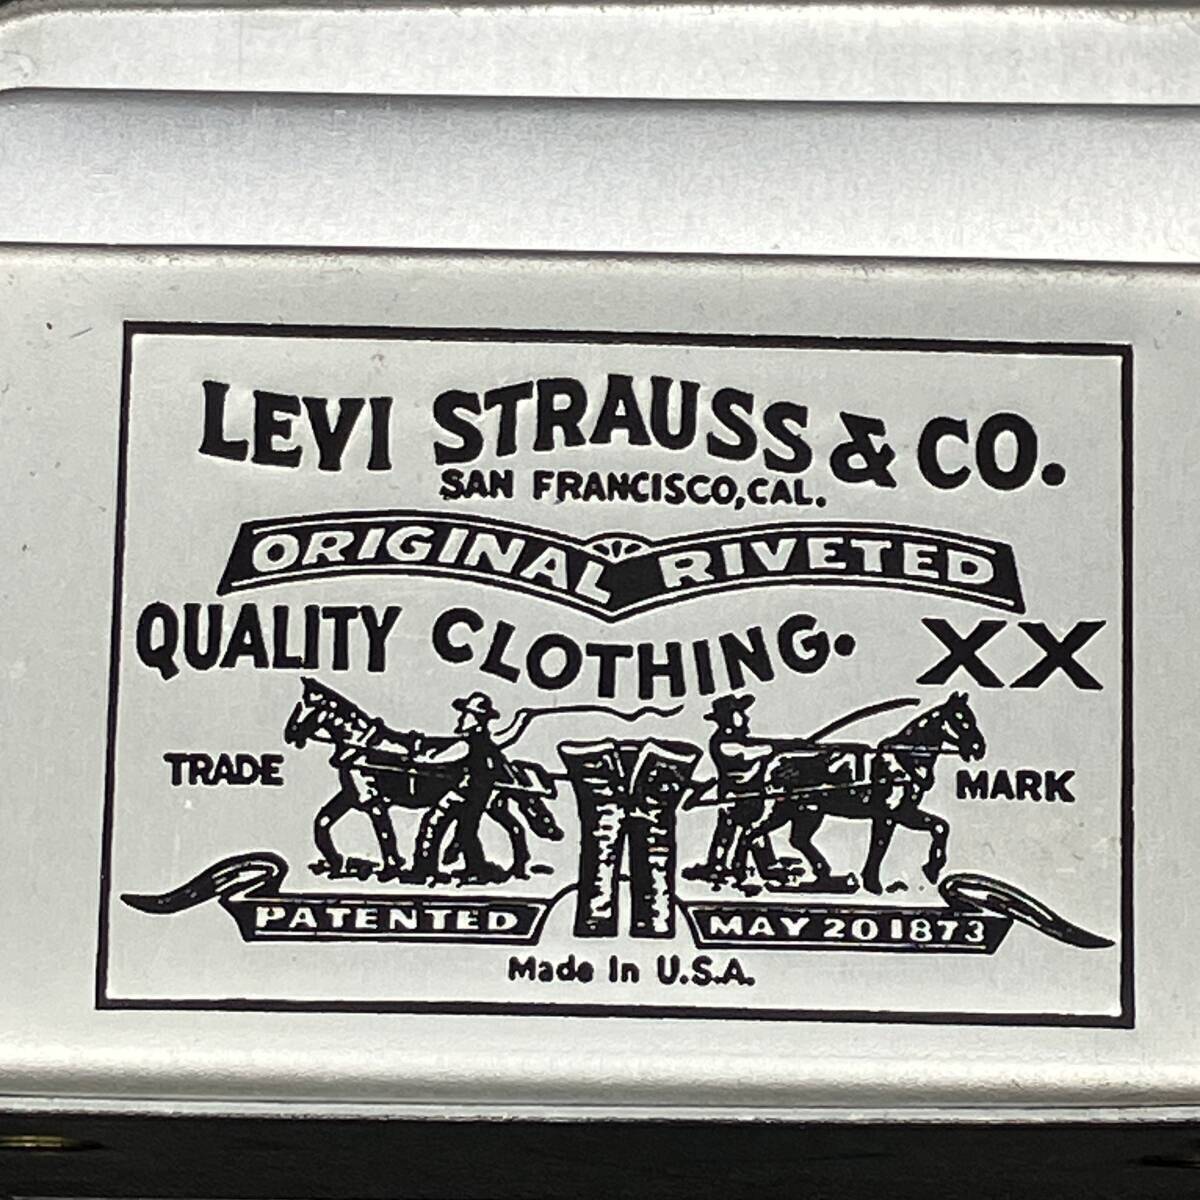 LEVI STRAUSS & CO.
SAN FRANCISCO, CAL.
ORIGINAL RIVETED
QUALITY CLOTHING. XX
TRADE MARK
PATENTED MAY 20 1873
Made In U.S.A.